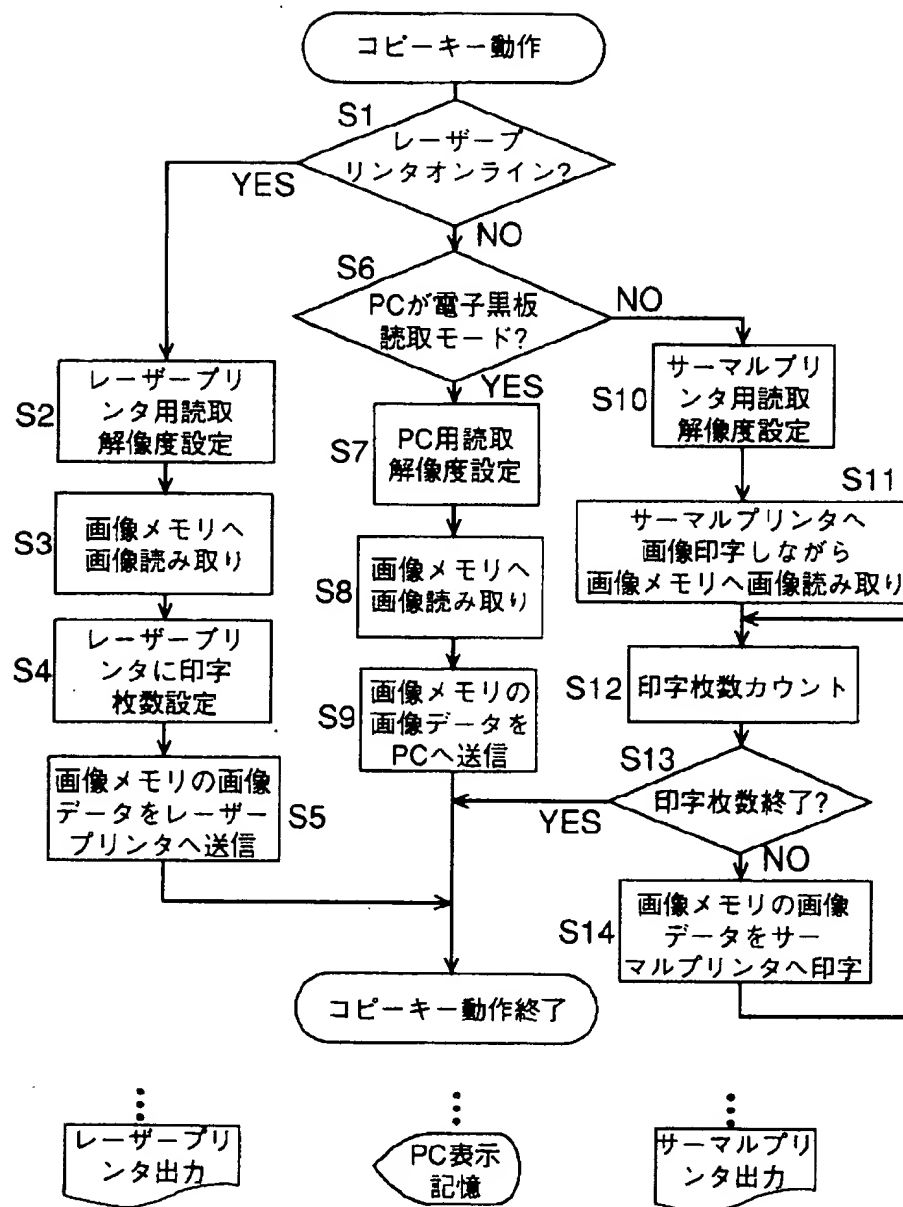 コピーキー動作
S1
レーザープ
リンタオンライン?
YES
NO
S6
PCが電子黒板
読取モード?
NO
YES
S2
レーザープリ
ンタ用読取
解像度設定
S3
画像メモリへ
画像読み取り
S4
レーザープリ
ンタに印字
枚数設定
画像メモリの画像
データをレーザー
プリンタへ送信
S5
S7
PC用読取
解像度設定
S8
画像メモリへ
画像読み取り
S9
画像メモリの
画像データを
PCへ送信
S10
サーマルプリ
ンタ用読取
解像度設定
S11
サーマルプリンタへ
画像印字しながら
画像メモリへ画像読み取り
S12
印字枚数カウント
S13
印字枚数終了?
YES
NO
S14
画像メモリの画像
データをサー
マルプリンタへ印字
コピーキー動作終了
レーザープリ
ンタ出力
PC表示
記憶
サーマルプリ
ンタ出力